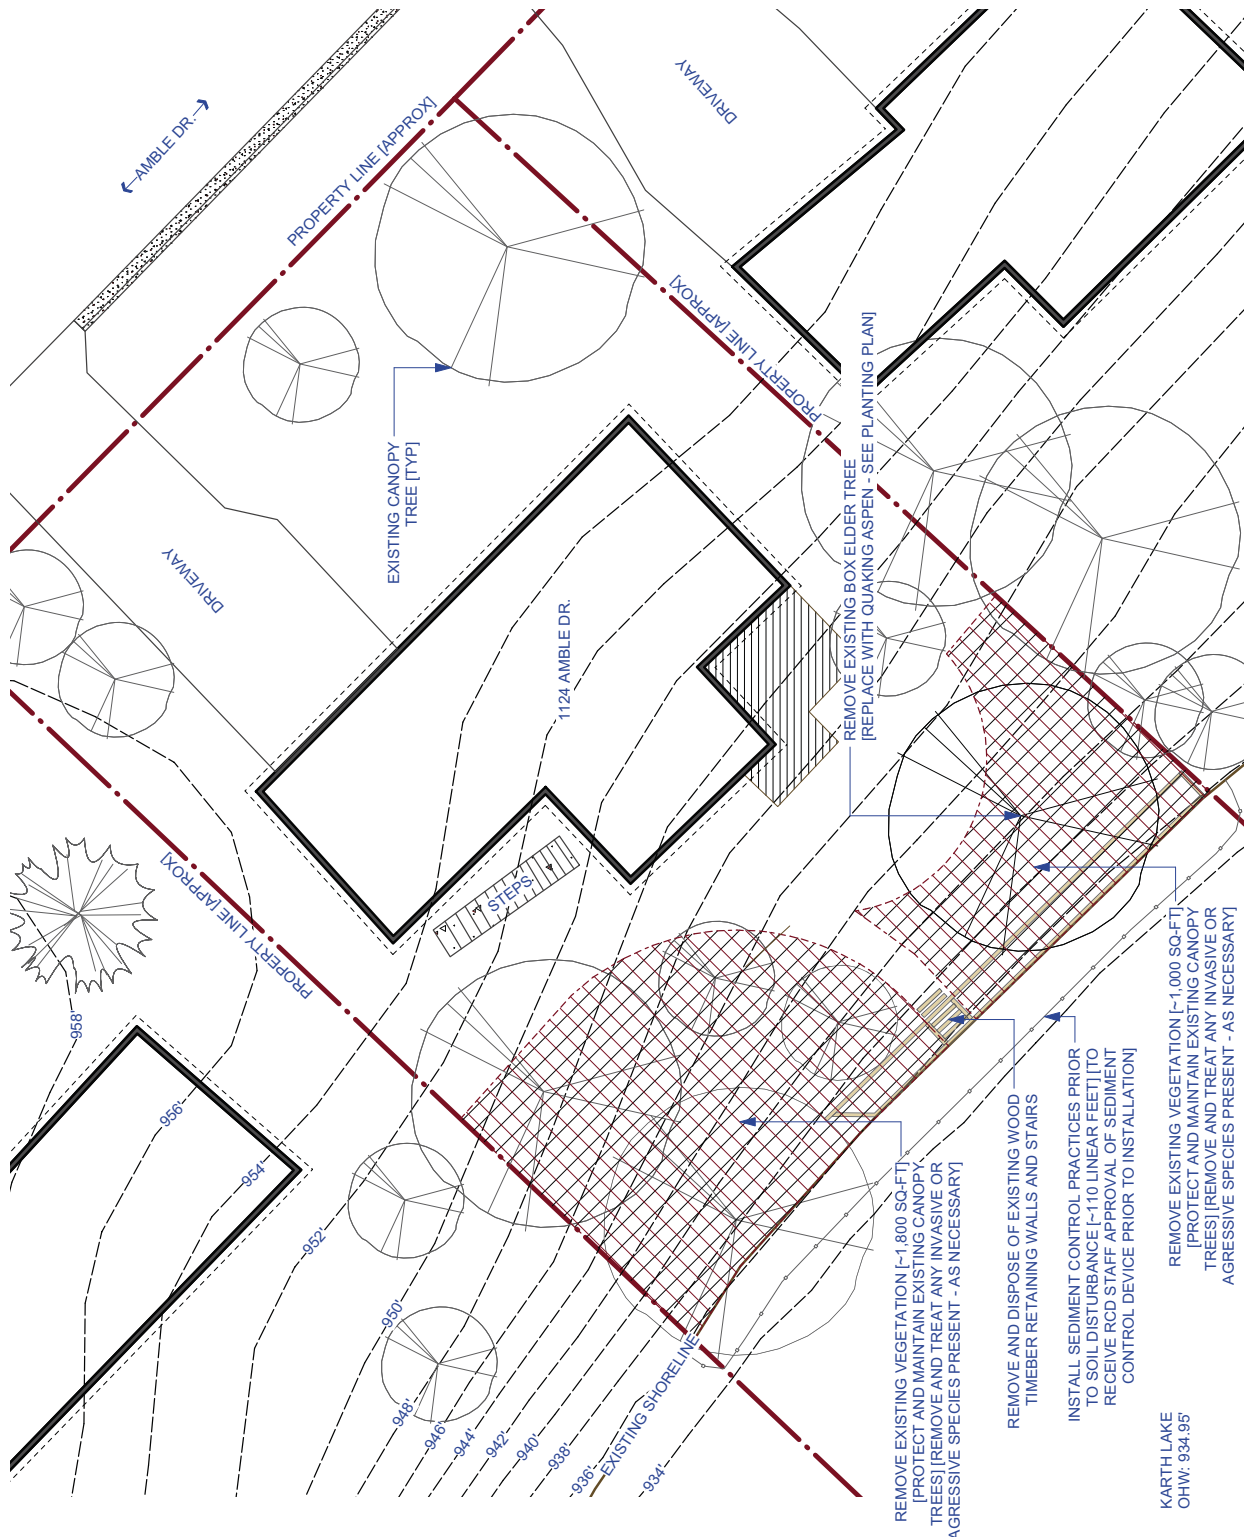 AMBLE DR.
PROPERTY LINE [APPROX]
DRIVEWAY
PROPERTY LINE [APPROX]
EXISTING CANOPY
TREE [TYP]
DRIVEWAY
1124 AMBLE DR.
REMOVE EXISTING BOX ELDER TREE
[REPLACE WITH QUAKING ASPEN - SEE PLANTING PLAN]
STEPS
PROPERTY LINE [APPROX]
958'
956'
954'
952'
950'
948'
946'
944'
942'
940'
938'
936'
934'
EXISTING SHORELINE
REMOVE EXISTING VEGETATION [~1,800 SQ-FT]
[PROTECT AND MAINTAIN EXISTING CANOPY
TREES] [REMOVE AND TREAT ANY INVASIVE OR
AGRESSIVE SPECIES PRESENT - AS NECESSARY]
REMOVE AND DISPOSE OF EXISTING WOOD
TIMEBER RETAINING WALLS AND STAIRS
INSTALL SEDIMENT CONTROL PRACTICES PRIOR
TO SOIL DISTURBANCE [~110 LINEAR FEET] [TO
RECEIVE RCD STAFF APPROVAL OF SEDIMENT
CONTROL DEVICE PRIOR TO INSTALLATION]
REMOVE EXISTING VEGETATION [~1,000 SQ-FT]
[PROTECT AND MAINTAIN EXISTING CANOPY
TREES] [REMOVE AND TREAT ANY INVASIVE OR
AGRESSIVE SPECIES PRESENT - AS NECESSARY]
KARTH LAKE
OHW: 934.95'